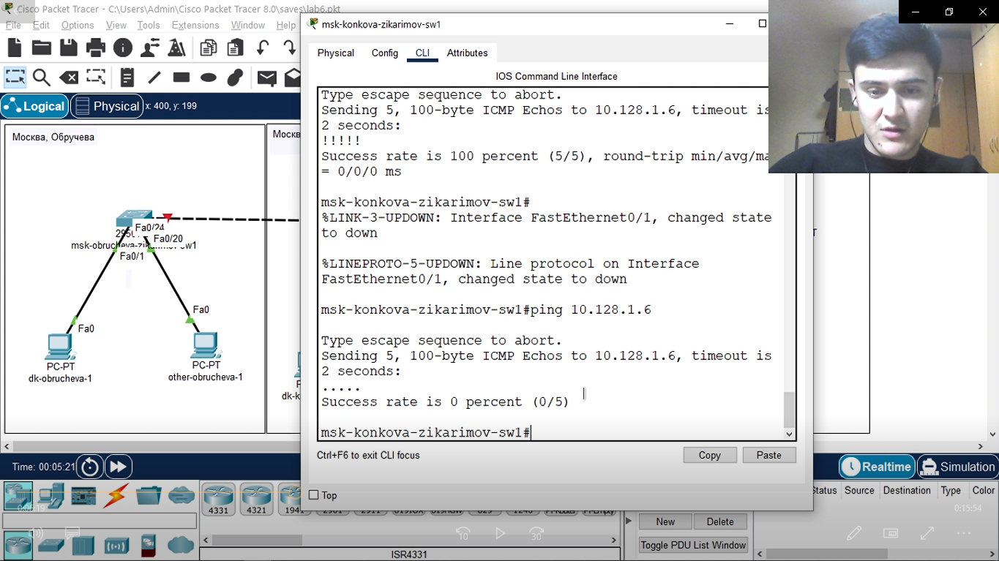 Cisco Packet Tracer - C:\Users\Admin\Cisco Packet Tracer 8.0\saves\lab6.pkt
File Edit Options View Tools Extensions Window Help
Logical Physical x: 400, y: 199
Москва, Обручева
Москв
Fa0/24
Fa0/20
Fa0/1
Fa0
Fa0
PC-PT
dk-obrucheva-1
PC-PT
other-obrucheva-1
dk-k
msk-konkova-zikarimov-sw1
Physical Config CLI Attributes
IOS Command Line Interface
Type escape sequence to abort.
Sending 5, 100-byte ICMP Echos to 10.128.1.6, timeout is
2 seconds:
!!!!!
Success rate is 100 percent (5/5), round-trip min/avg/ma
= 0/0/0 ms
msk-konkova-zikarimov-sw1#
%LINK-3-UPDOWN: Interface FastEthernet0/1, changed state
to down
%LINEPROTO-5-UPDOWN: Line protocol on Interface
FastEthernet0/1, changed state to down
msk-konkova-zikarimov-sw1#ping 10.128.1.6
Type escape sequence to abort.
Sending 5, 100-byte ICMP Echos to 10.128.1.6, timeout is
2 seconds:
.....
Success rate is 0 percent (0/5)
msk-konkova-zikarimov-sw1#
Ctrl+F6 to exit CLI focus
Copy Paste
Top
Time: 00:05:21
Realtime Simulation
0:06:19
4331 4321 1941
10 30
ISR4331
Status Source Destination Type Color
0:15:54
New Delete
Toggle PDU List Window